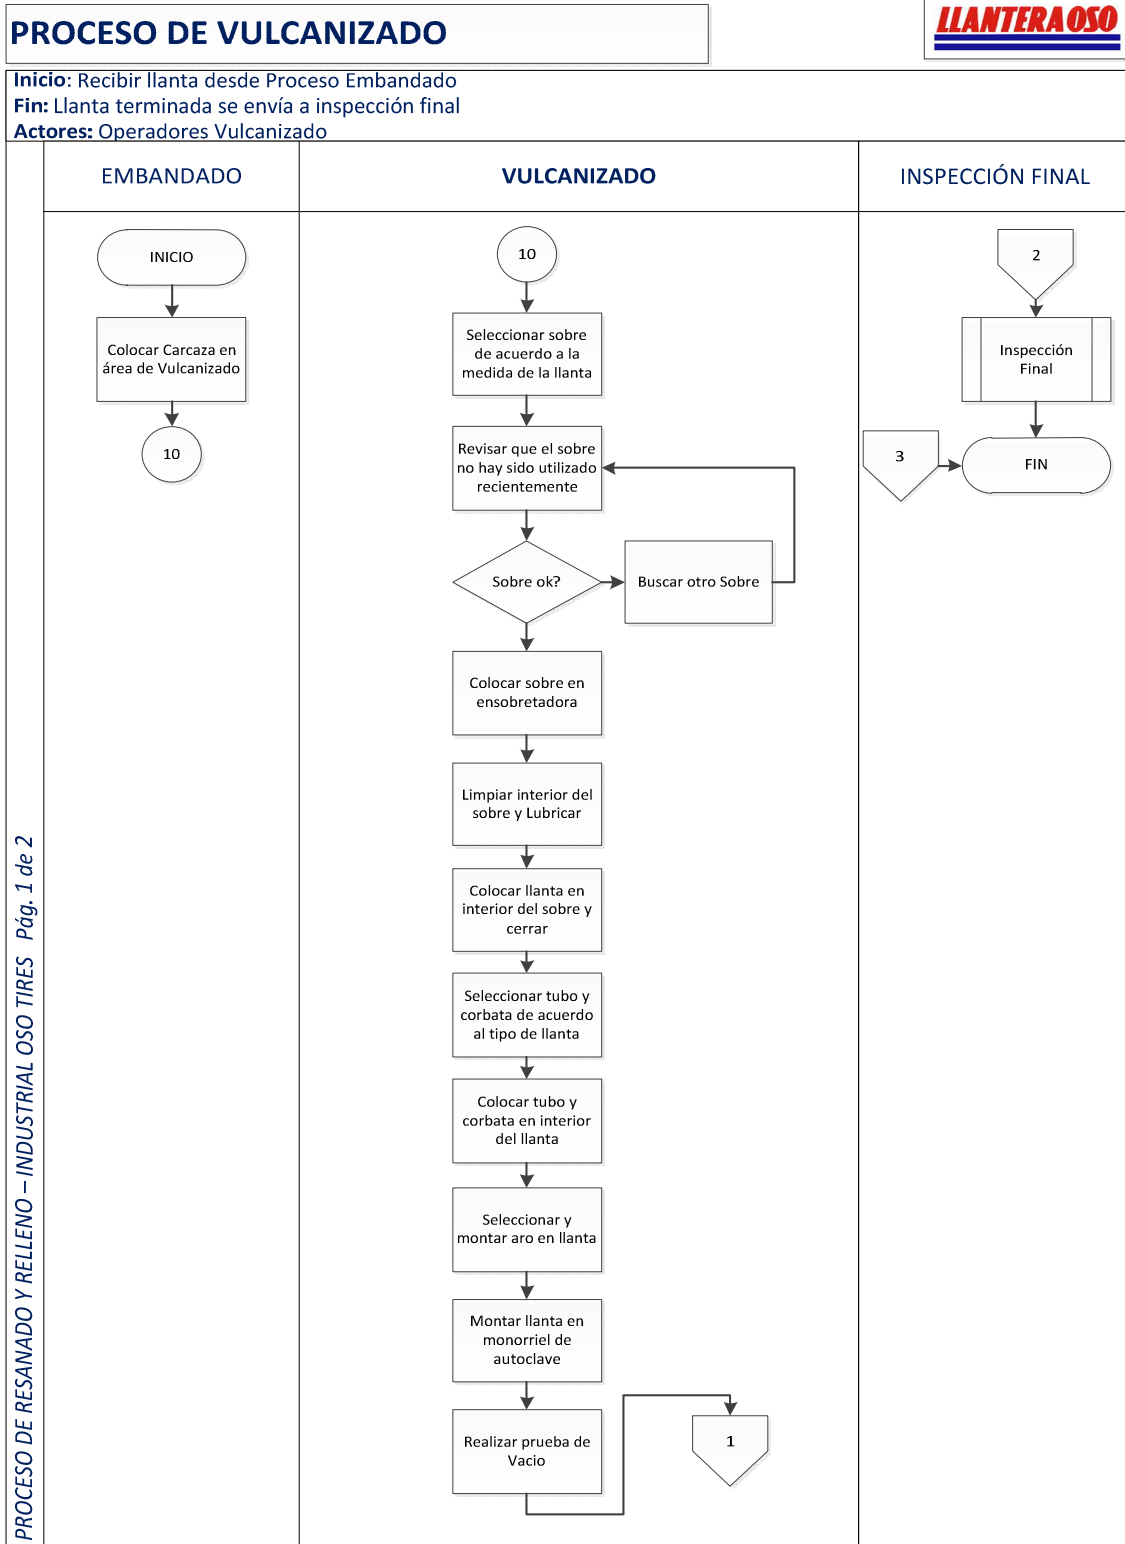 PROCESO DE VULCANIZADO
LLANTERA OSO
Inicio: Recibir llanta desde Proceso Embandado
Fin: Llanta terminada se envía a inspección final
Actores: Operadores Vulcanizado
EMBANDADO
VULCANIZADO
INSPECCIÓN FINAL
PROCESO DE RESANADO Y RELLENO – INDUSTRIAL OSO TIRES Pág. 1 de 2
INICIO
Colocar Carcaza en
área de Vulcanizado
10
10
Seleccionar sobre
de acuerdo a la
medida de la llanta
Revisar que el sobre
no hay sido utilizado
recientemente
Sobre ok?
Buscar otro Sobre
Colocar sobre en
ensobretadora
Limpiar interior del
sobre y Lubricar
Colocar llanta en
interior del sobre y
cerrar
Seleccionar tubo y
corbata de acuerdo
al tipo de llanta
Colocar tubo y
corbata en interior
del llanta
Seleccionar y
montar aro en llanta
Montar llanta en
monorriel de
autoclave
Realizar prueba de
Vacio
1
2
Inspección
Final
3
FIN